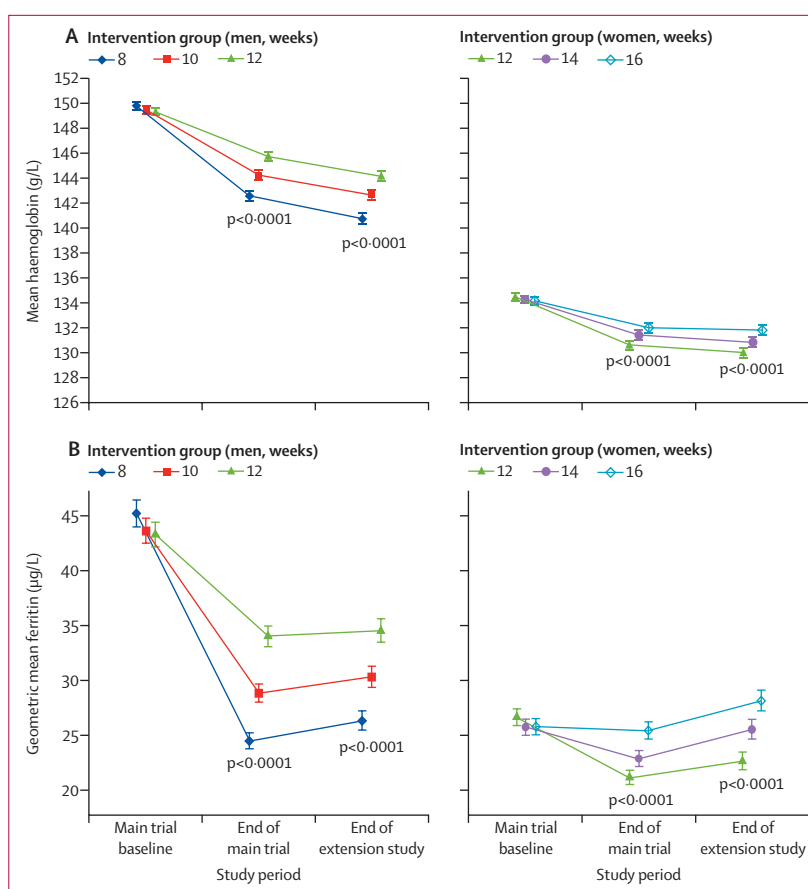 A Intervention group (men, weeks)
8 10 12
Mean haemoglobin (g/L)
152
150
148
146
144
142
140
138
136
134
132
130
128
126
p<0·0001
p<0·0001
Intervention group (women, weeks)
12 14 16
p<0·0001
p<0·0001
B Intervention group (men, weeks)
8 10 12
Geometric mean ferritin (µg/L)
45
40
35
30
25
20
p<0·0001
p<0·0001
Main trial
baseline
End of
main trial
End of
extension study
Study period
Intervention group (women, weeks)
12 14 16
p<0·0001
p<0·0001
Main trial
baseline
End of
main trial
End of
extension study
Study period